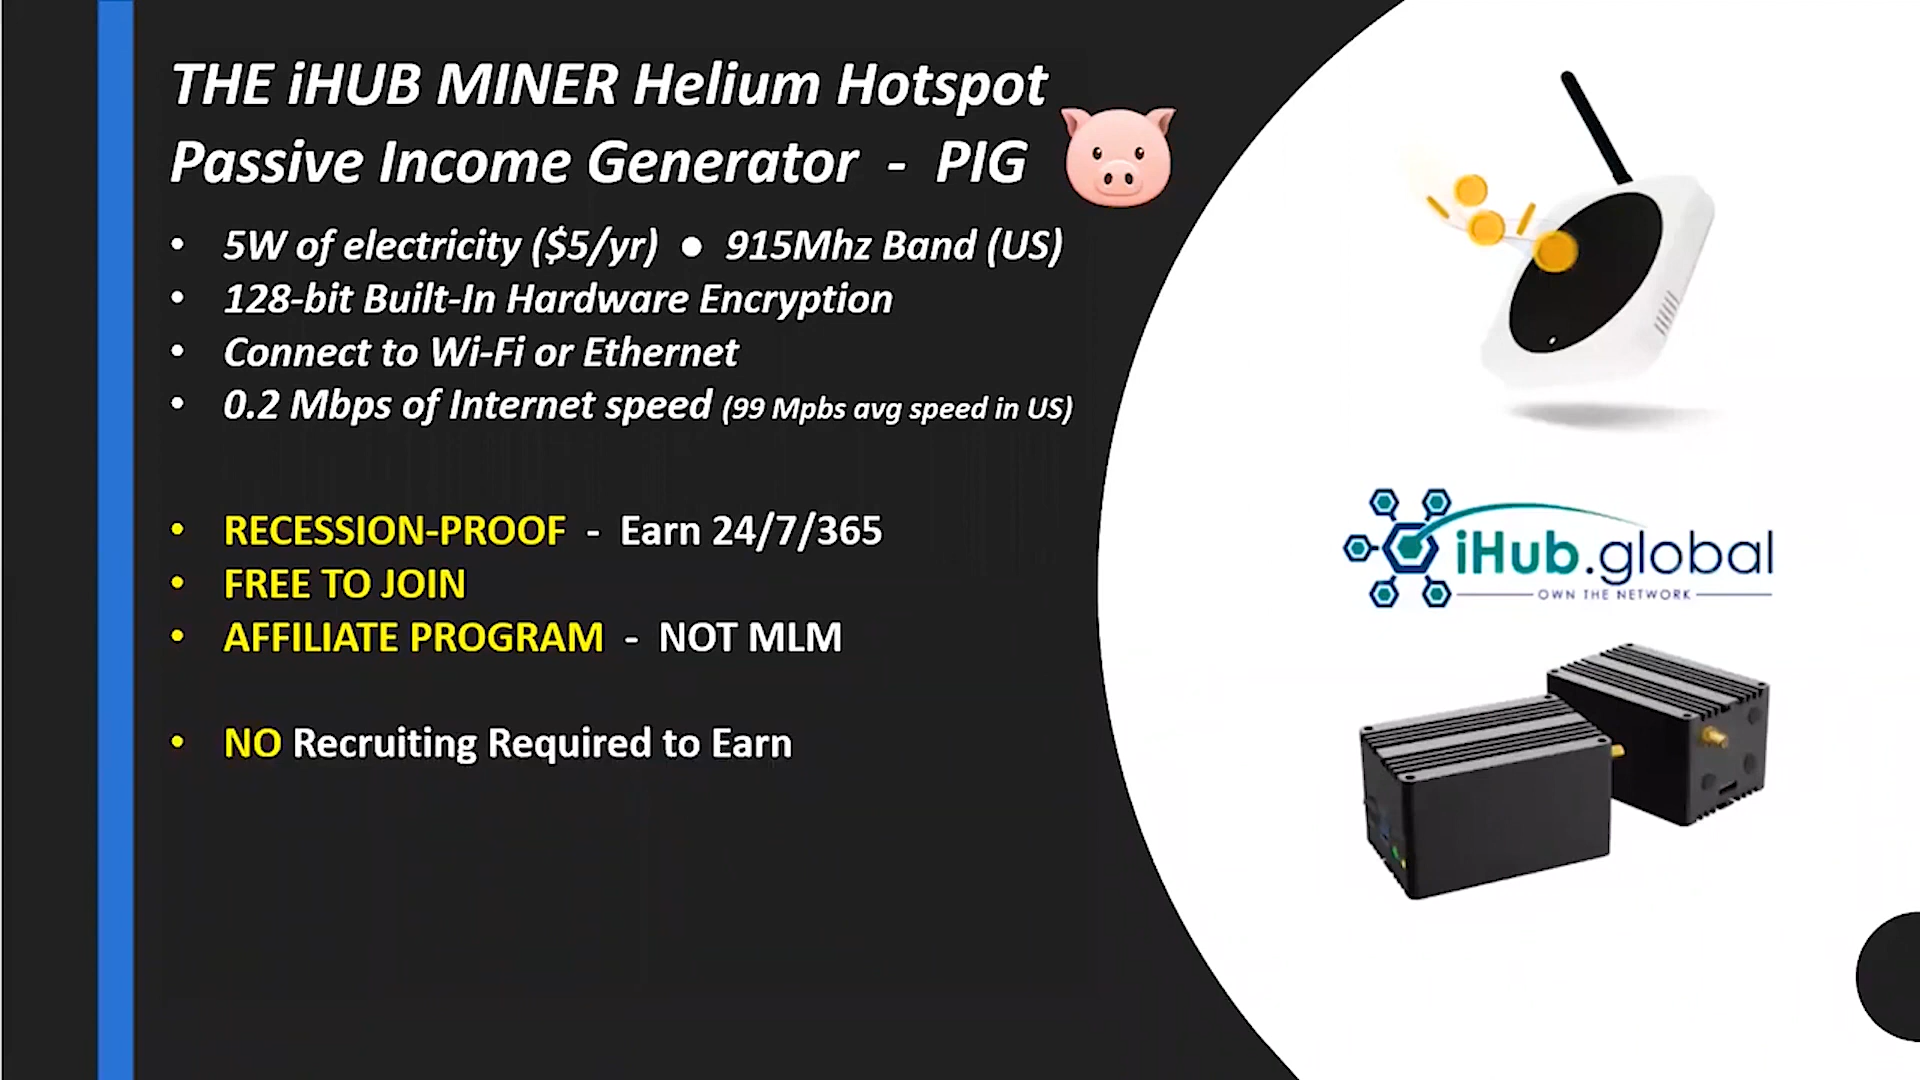 THE iHUB MINER Helium Hotspot
Passive Income Generator - PIG
• 5W of electricity ($5/yr) ● 915Mhz Band (US)
• 128-bit Built-In Hardware Encryption
• Connect to Wi-Fi or Ethernet
• 0.2 Mbps of Internet speed (99 Mpbs avg speed in US)
• RECESSION-PROOF - Earn 24/7/365
• FREE TO JOIN
• AFFILIATE PROGRAM - NOT MLM
• NO Recruiting Required to Earn
iHub.global
OWN THE NETWORK